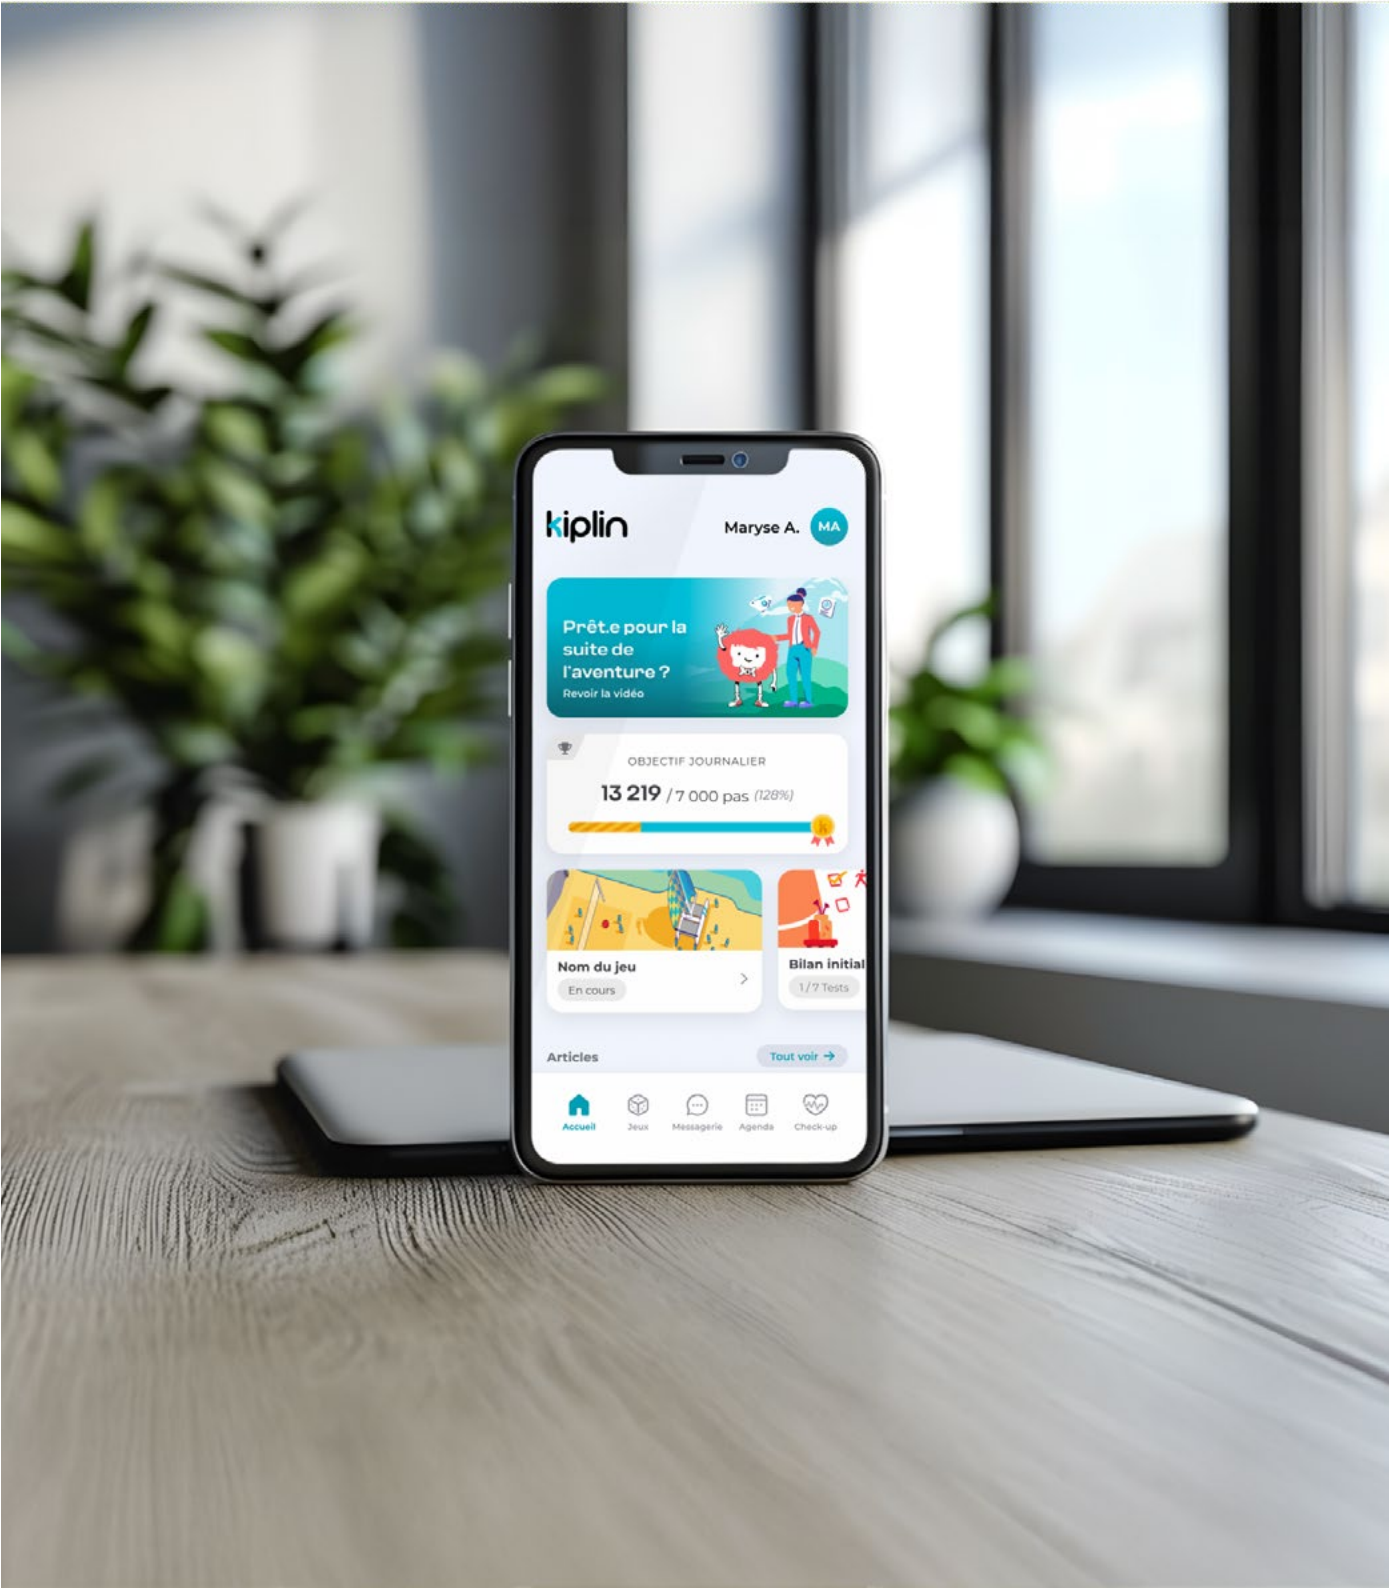 kiplin
Maryse A. MA
Prêt.e pour la
suite de
l'aventure ?
Revoir la vidéo
OBJECTIF JOURNALIER
13 219 / 7 000 pas (128%)
Nom du jeu
En cours
Bilan initial
1 / 7 Tests
Articles
Tout voir →
Accueil
Jeux
Messagerie
Agenda
Check-up